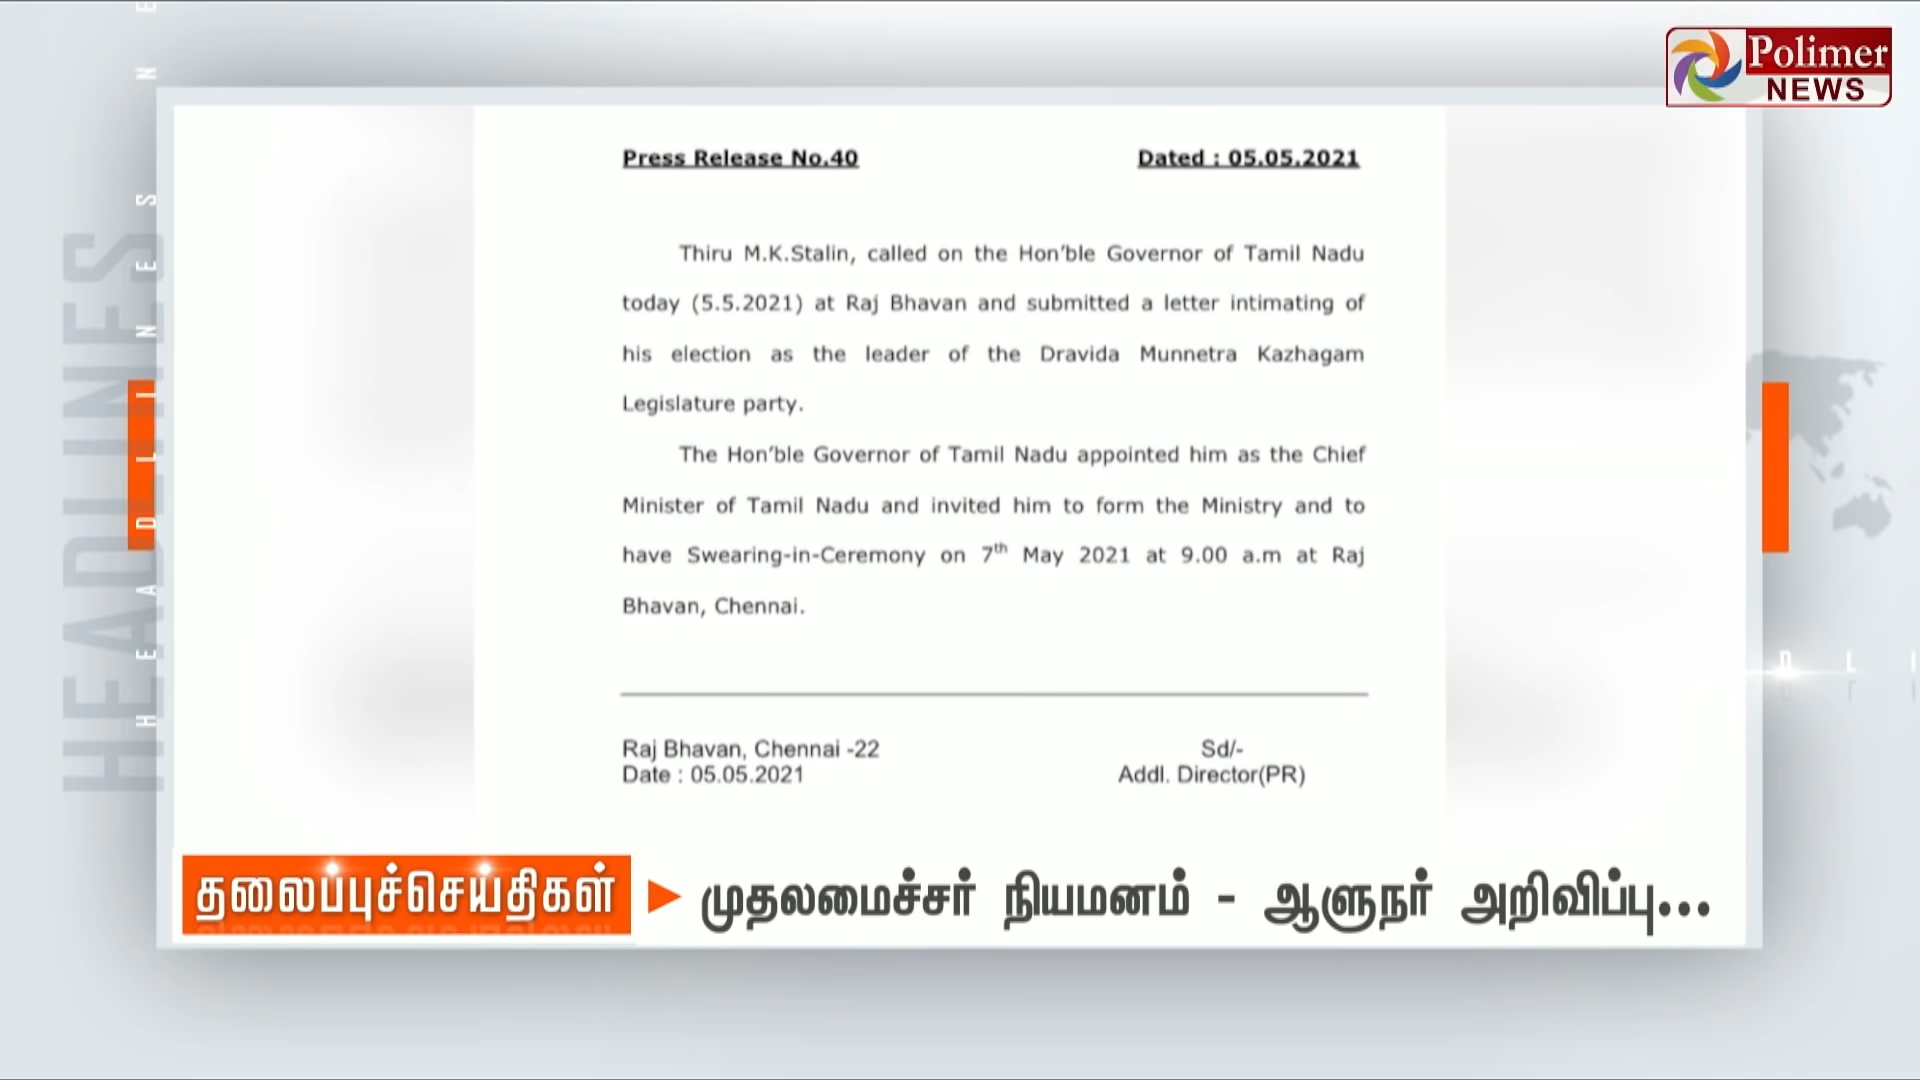 Polimer
NEWS
HEADLINES
HEADLINES
Press Release No.40 Dated : 05.05.2021
Thiru M.K.Stalin, called on the Hon'ble Governor of Tamil Nadu
today (5.5.2021) at Raj Bhavan and submitted a letter intimating of
his election as the leader of the Dravida Munnetra Kazhagam
Legislature party.
The Hon'ble Governor of Tamil Nadu appointed him as the Chief
Minister of Tamil Nadu and invited him to form the Ministry and to
have Swearing-in-Ceremony on 7th May 2021 at 9.00 a.m at Raj
Bhavan, Chennai.
Raj Bhavan, Chennai -22 Sd/-
Date : 05.05.2021 Addl. Director(PR)
தலைப்புச்செய்திகள் முதலமைச்சர் நியமனம் - ஆளுநர் அறிவிப்பு...